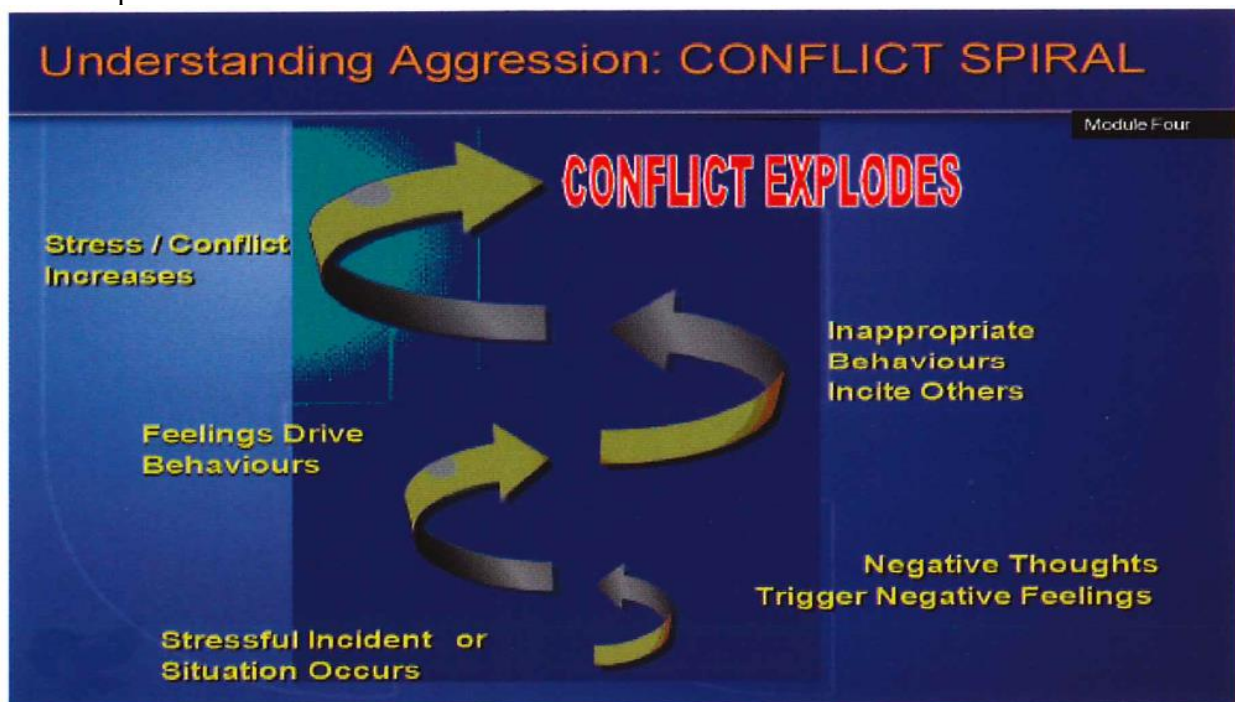 Understanding Aggression: CONFLICT SPIRAL
Module Four
CONFLICT EXPLODES
Stress / Conflict
Increases
Inappropriate
Behaviours
Incite Others
Feelings Drive
Behaviours
Negative Thoughts
Trigger Negative Feelings
Stressful Incident or
Situation Occurs